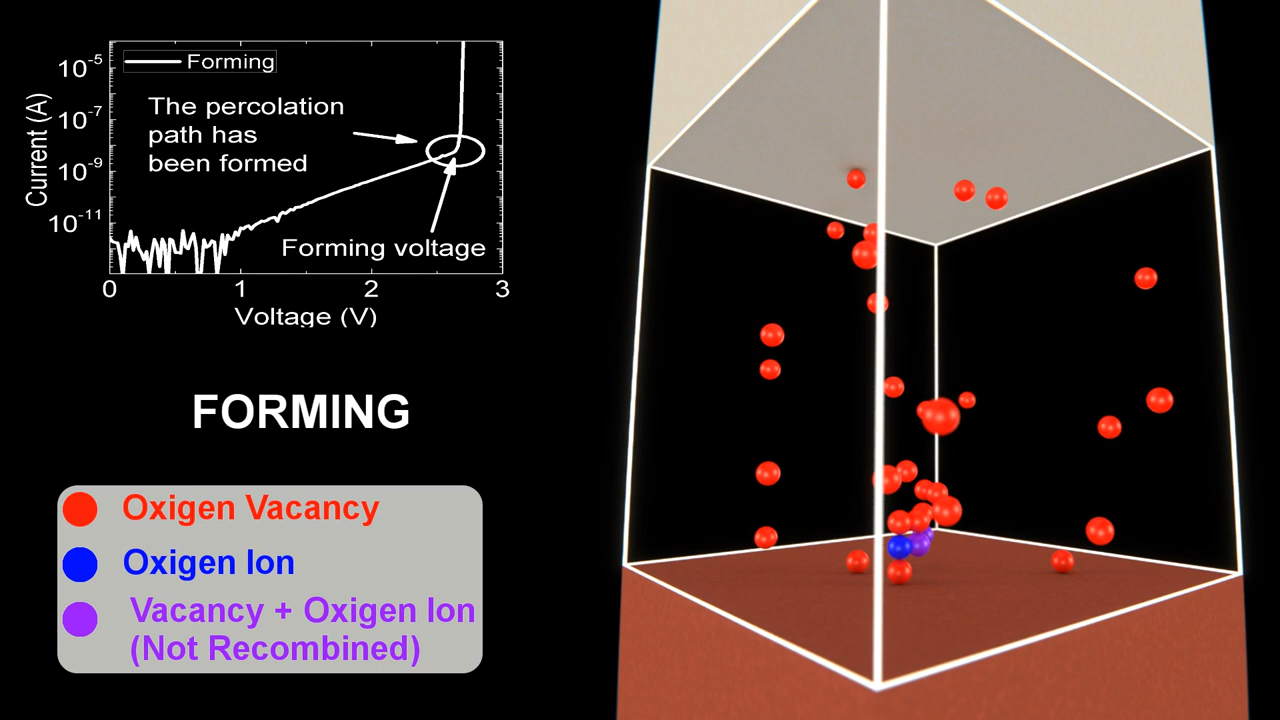 10-5
10-7
10-9
10-11
Current (A)
Forming
The percolation
path has
been formed
Forming voltage
0 1 2 3
Voltage (V)
FORMING
Oxigen Vacancy
Oxigen Ion
Vacancy + Oxigen Ion
(Not Recombined)